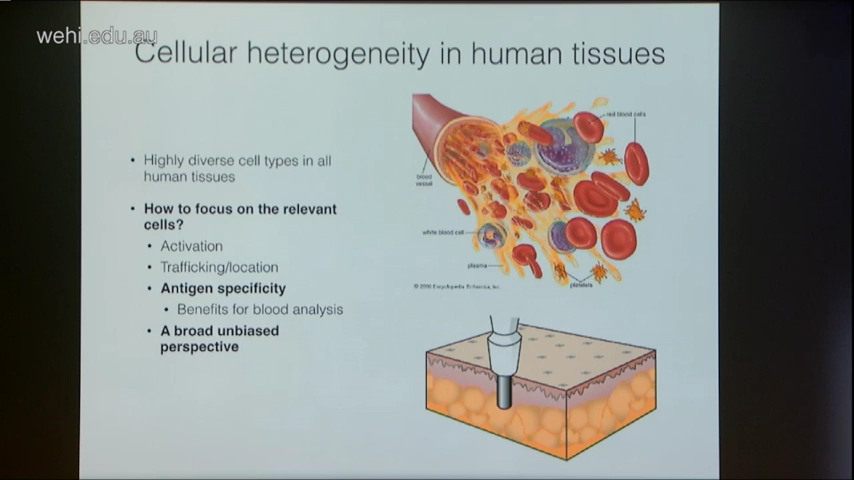 wehi.edu.au
Cellular heterogeneity in human tissues
• Highly diverse cell types in all
human tissues
• How to focus on the relevant
cells?
• Activation
• Trafficking/location
• Antigen specificity
• Benefits for blood analysis
• A broad unbiased
perspective
red blood cells
blood
vessel
white blood cell
plasma
platelets
© 2006 Encyclopædia Britannica, Inc.